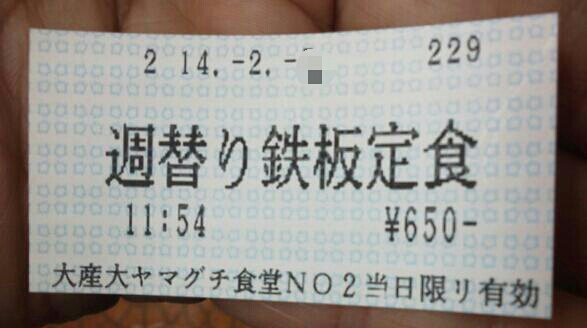 2 14.-2.- 229
週替り鉄板定食
11:54 ¥650-
大産大ヤマグチ食堂NO2当日限り有効